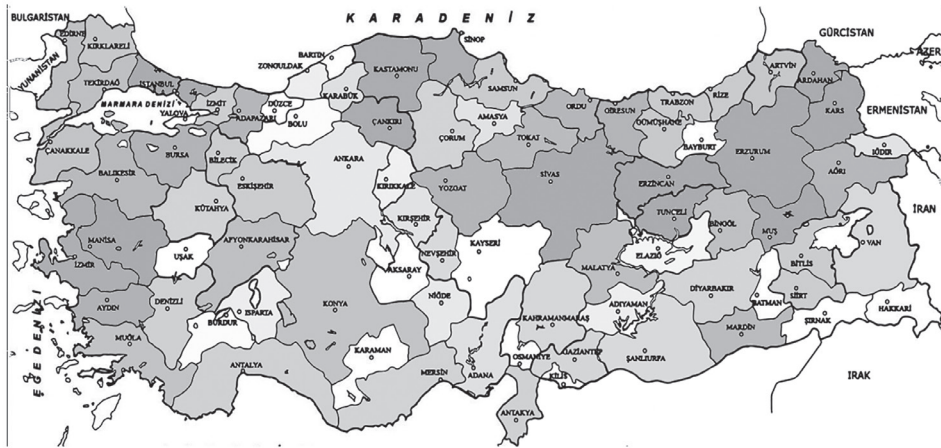 K A R A D E N İ Z
BULGARİSTAN
YUNANİSTAN
GÜRCİSTAN
AZER
ERMENİSTAN
İRAN
IRAK
EGE DENİZİ
MARMARA DENİZİ
EDİRNE
KIRKLARELİ
TEKİRDAĞ
İSTANBUL
YALOVA
İZMİT
ADAPAZARI
DÜZCE
BOLU
ZONGULDAK
BARTIN
KARABÜK
KASTAMONU
SİNOP
SAMSUN
ÇANKIRI
ÇORUM
AMASYA
TOKAT
ORDU
GİRESUN
TRABZON
GÜMÜŞHANE
RİZE
ARTVİN
ARDAHAN
KARS
IĞDIR
BAYBURT
ERZURUM
AĞRI
ÇANAKKALE
BALIKESİR
BURSA
BİLECİK
ESKİŞEHİR
ANKARA
KIRIKKALE
YOZGAT
SİVAS
ERZİNCAN
TUNCELİ
BİNGÖL
MUŞ
BİTLİS
VAN
KÜTAHYA
MANİSA
İZMİR
UŞAK
AFYONKARAHİSAR
KIRŞEHİR
NEVŞEHİR
AKSARAY
KAYSERİ
NİĞDE
MALATYA
ELAZIĞ
DİYARBAKIR
BATMAN
SİİRT
ŞIRNAK
HAKKARİ
AYDIN
DENİZLİ
MUĞLA
BURDUR
ISPARTA
ANTALYA
KONYA
KARAMAN
MERSİN
ADANA
OSMANİYE
KAHRAMANMARAŞ
ADIYAMAN
GAZİANTEP
KİLİS
ŞANLIURFA
MARDİN
ANTAKYA